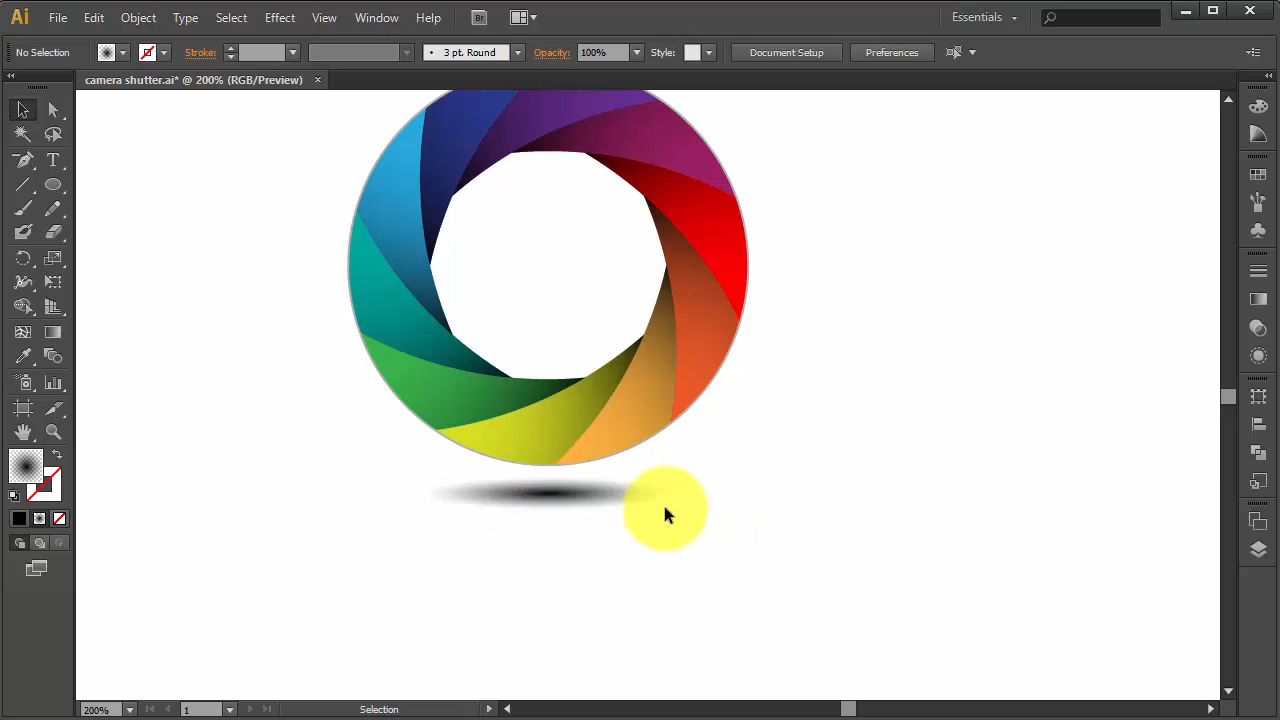 Ai File Edit Object Type Select Effect View Window Help Br Essentials
No Selection Stroke: 3 pt. Round Opacity: 100% Style: Document Setup Preferences
camera shutter.ai* @ 200% (RGB/Preview) ×
T
200% 1 Selection